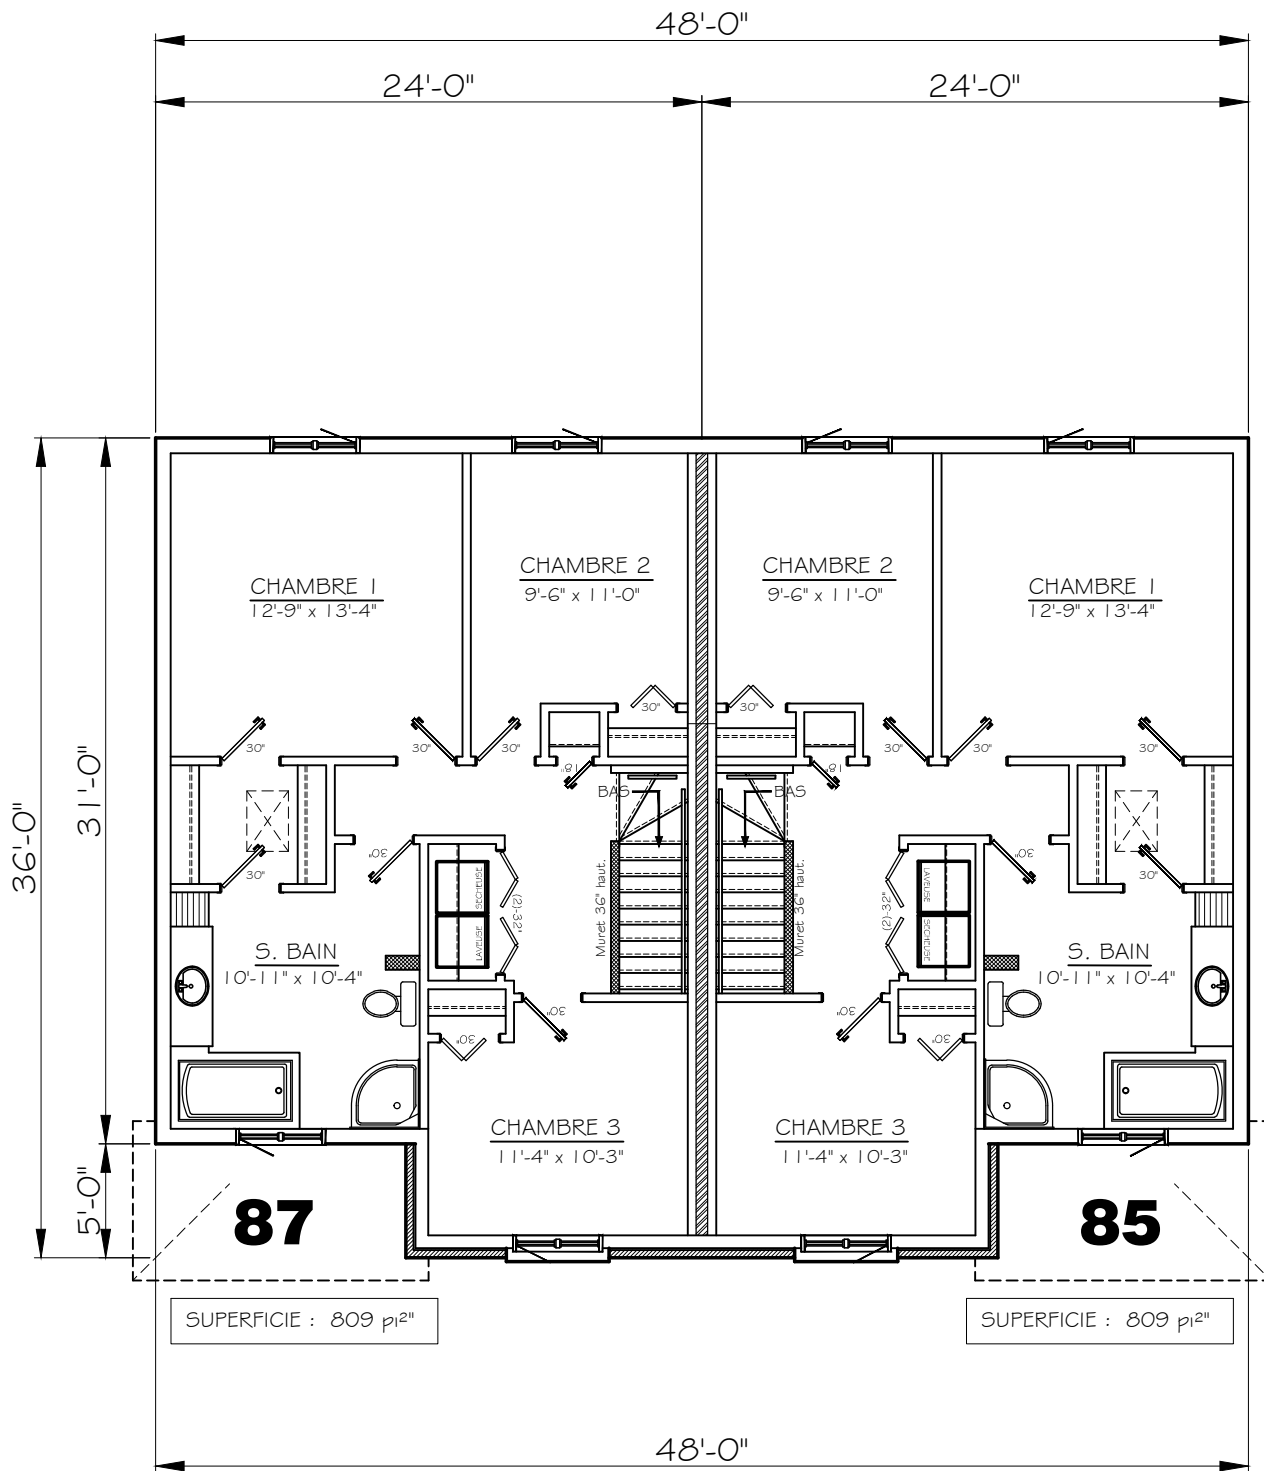 48'-0"
24'-0" 24'-0"
36'-0"
31'-0"
5'-0"
CHAMBRE 1
12'-9" x 13'-4"
CHAMBRE 2
9'-6" x 11'-0"
CHAMBRE 2
9'-6" x 11'-0"
CHAMBRE 1
12'-9" x 13'-4"
30" 30"
30" 30" 30" 30" 30" 30"
18" 18"
BAS BAS
30" 30" 30" 30"
SECHEUSE
LAVEUSE
(2)-32"
Muret 36" haut.
Muret 36" haut.
(2)-32"
LAVEUSE
SECHEUSE
S. BAIN
10'-11" x 10'-4"
S. BAIN
10'-11" x 10'-4"
30" 30"
30" 30"
CHAMBRE 3
11'-4" x 10'-3"
CHAMBRE 3
11'-4" x 10'-3"
87
85
SUPERFICIE : 809 pi²"
SUPERFICIE : 809 pi²"
48'-0"